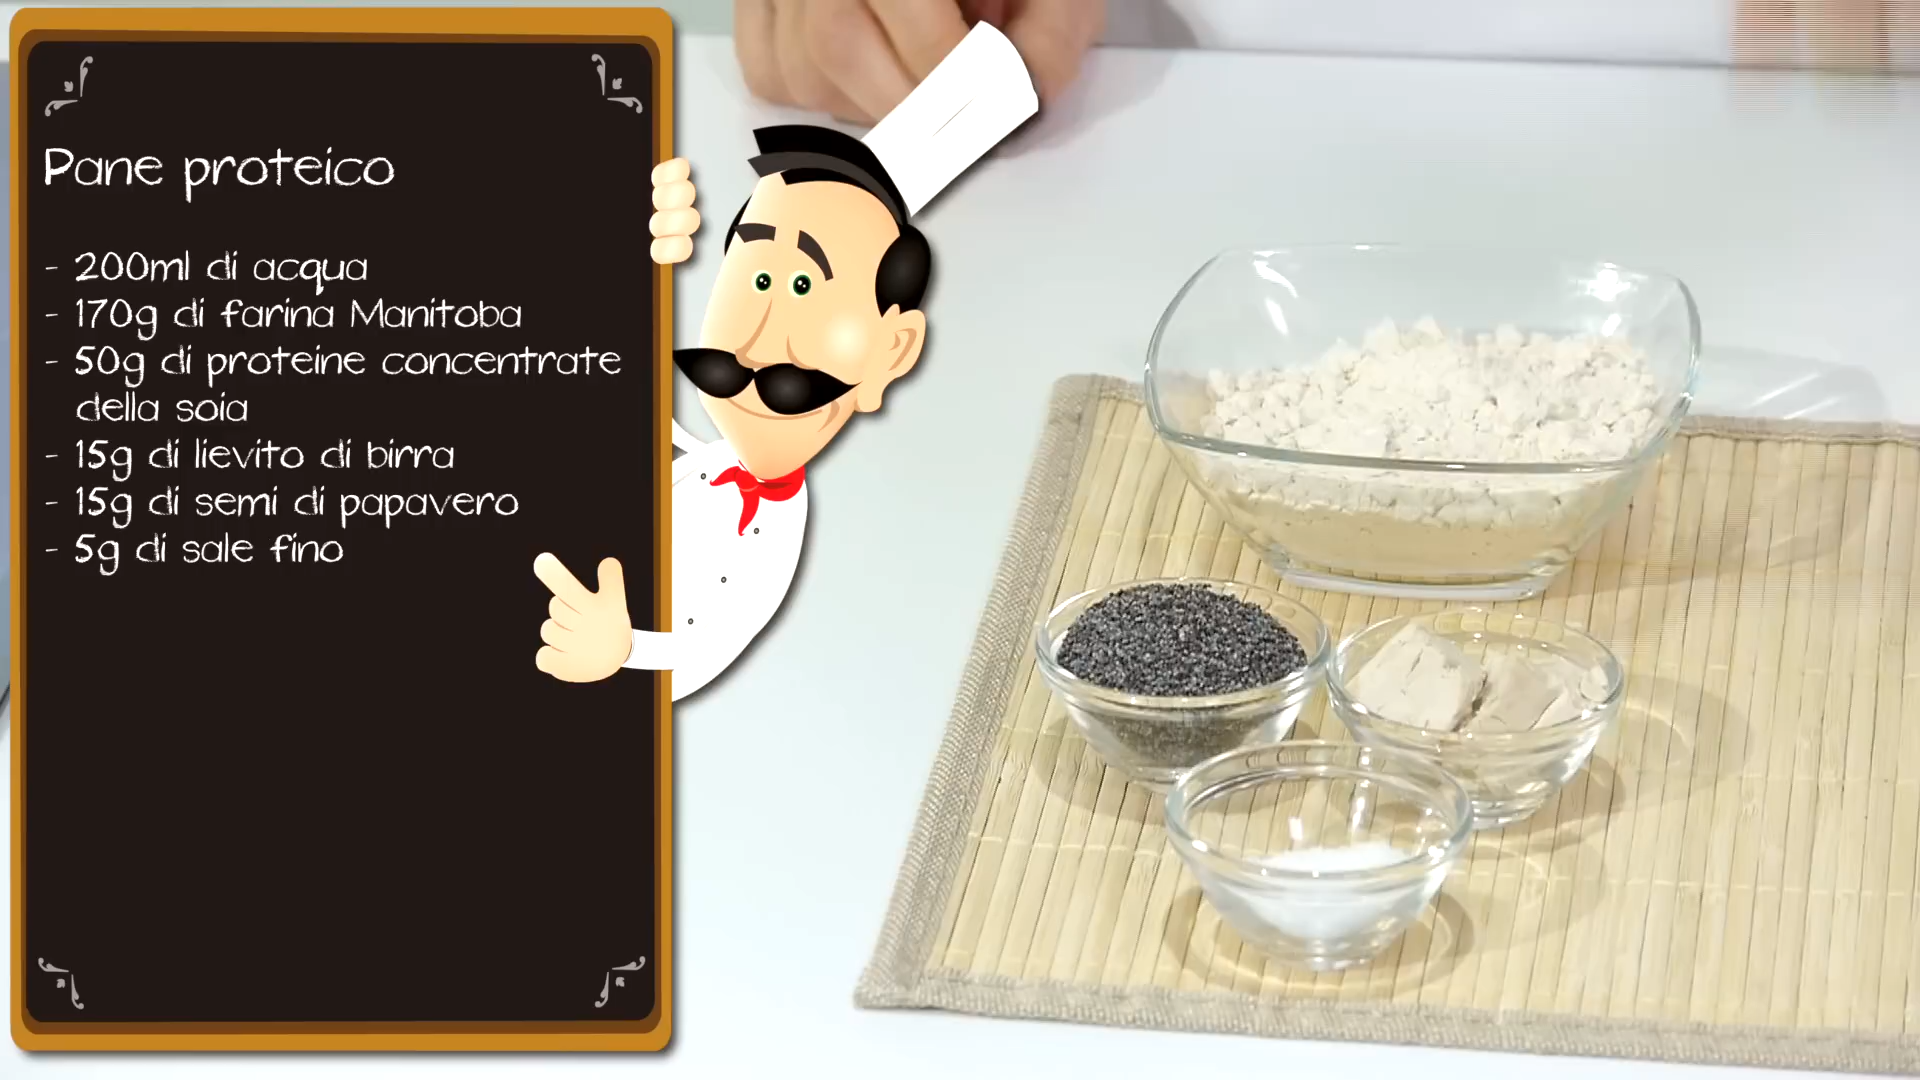 Pane proteico
- 200ml di acqua
- 170g di farina Manitoba
- 50g di proteine concentrate
della soia
- 15g di lievito di birra
- 15g di semi di papavero
- 5g di sale fino